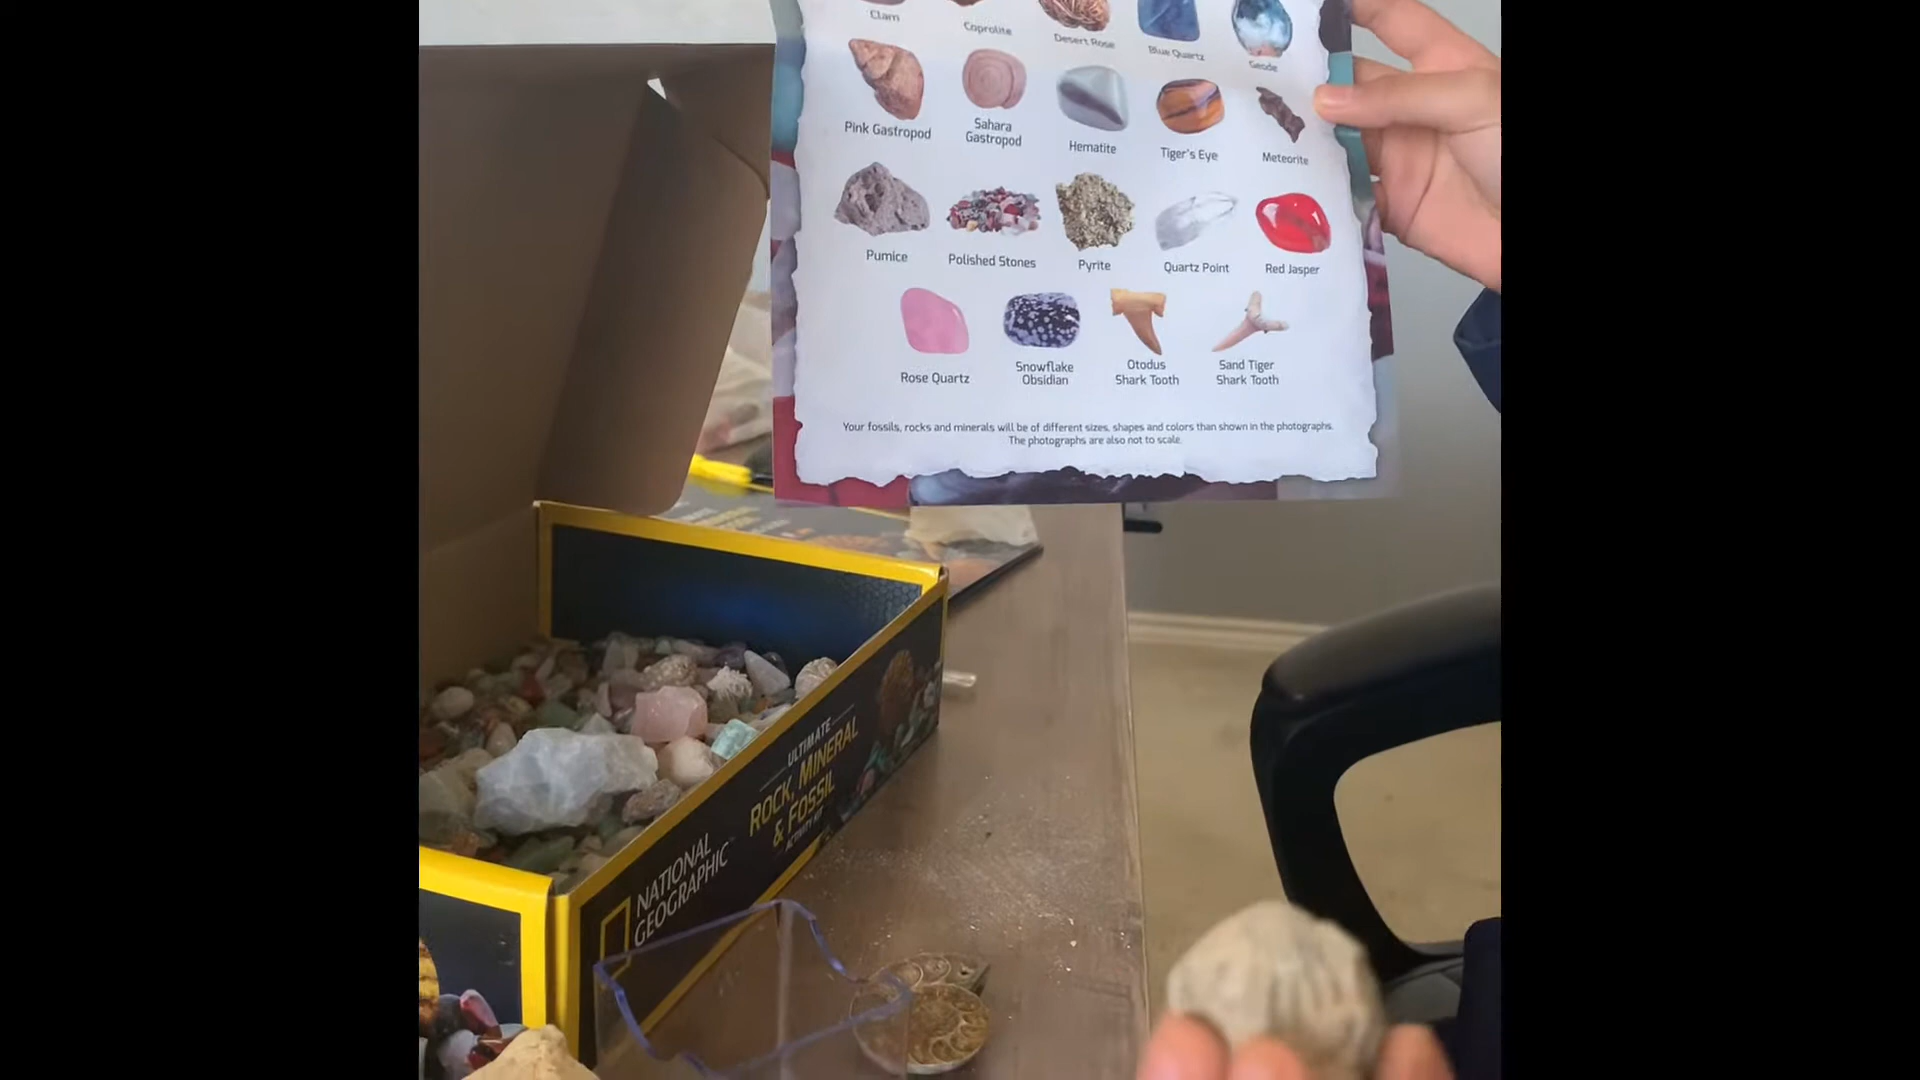 Clam
Coprolite
Desert Rose
Blue Quartz
Geode
Pink Gastropod
Sahara
Gastropod
Hematite
Tiger's Eye
Meteorite
Pumice
Polished Stones
Pyrite
Quartz Point
Red Jasper
Rose Quartz
Snowflake
Obsidian
Otodus
Shark Tooth
Sand Tiger
Shark Tooth
Your fossils, rocks and minerals will be of different sizes, shapes and colors than shown in the photographs.
The photographs are also not to scale.
NATIONAL
GEOGRAPHIC
ULTIMATE
ROCK, MINERAL
& FOSSIL
ACTIVITY KIT